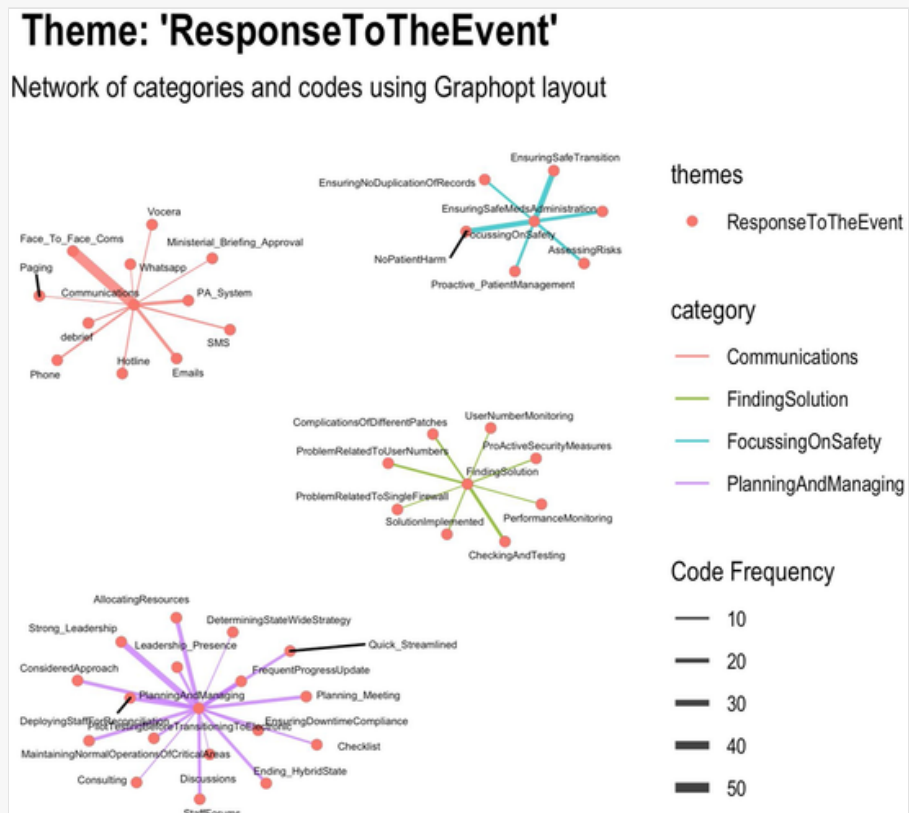 Theme: 'ResponseToTheEvent'
Network of categories and codes using Graphopt layout
EnsuringSafeTransition
EnsuringNoDuplicationOfRecords
EnsuringSafeMedsAdministration
FocussingOnSafety
AssessingRisks
NoPatientHarm
Proactive_PatientManagement
Vocera
Face_To_Face_Coms
Ministerial_Briefing_Approval
Paging
Whatsapp
Communications
PA_System
debrief
SMS
Phone
Hotline
Emails
ComplicationsOfDifferentPatches
UserNumberMonitoring
ProblemRelatedToUserNumbers
ProActiveSecurityMeasures
FindingSolution
ProblemRelatedToSingleFirewall
SolutionImplemented
PerformanceMonitoring
CheckingAndTesting
AllocatingResources
Strong_Leadership
DeterminingStateWideStrategy
Leadership_Presence
Quick_Streamlined
ConsideredApproach
FrequentProgressUpdate
PlanningAndManaging
Planning_Meeting
DeployingStaffForReconciliation
PilotTestingBeforeTransitioningToElectronic
EnsuringDowntimeCompliance
MaintainingNormalOperationsOfCriticalAreas
Checklist
Consulting
Discussions
Ending_HybridState
StaffForums
themes
ResponseToTheEvent
category
Communications
FindingSolution
FocussingOnSafety
PlanningAndManaging
Code Frequency
10
20
30
40
50